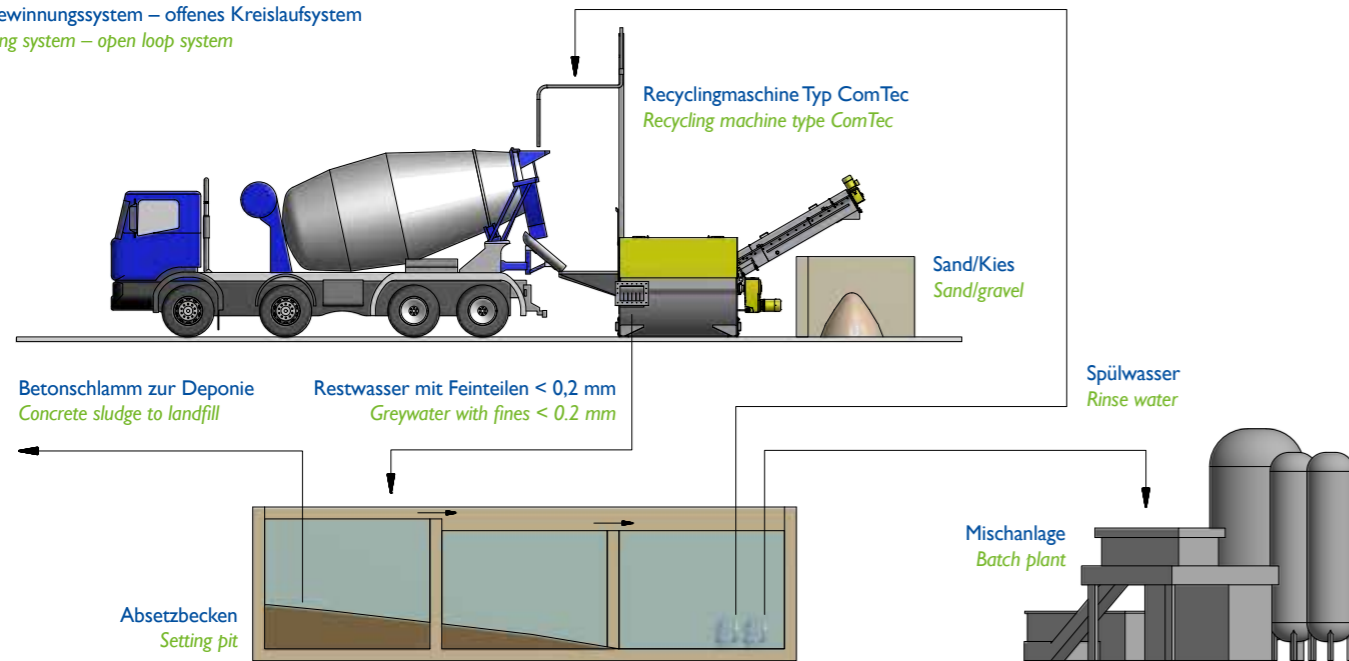 ewinnungssystem – offenes Kreislaufsystem
ng system – open loop system
Recyclingmaschine Typ ComTec
Recycling machine type ComTec
Sand/Kies
Sand/gravel
Betonschlamm zur Deponie
Concrete sludge to landfill
Restwasser mit Feinteilen < 0,2 mm
Greywater with fines < 0.2 mm
Spülwasser
Rinse water
Mischanlage
Batch plant
Absetzbecken
Setting pit